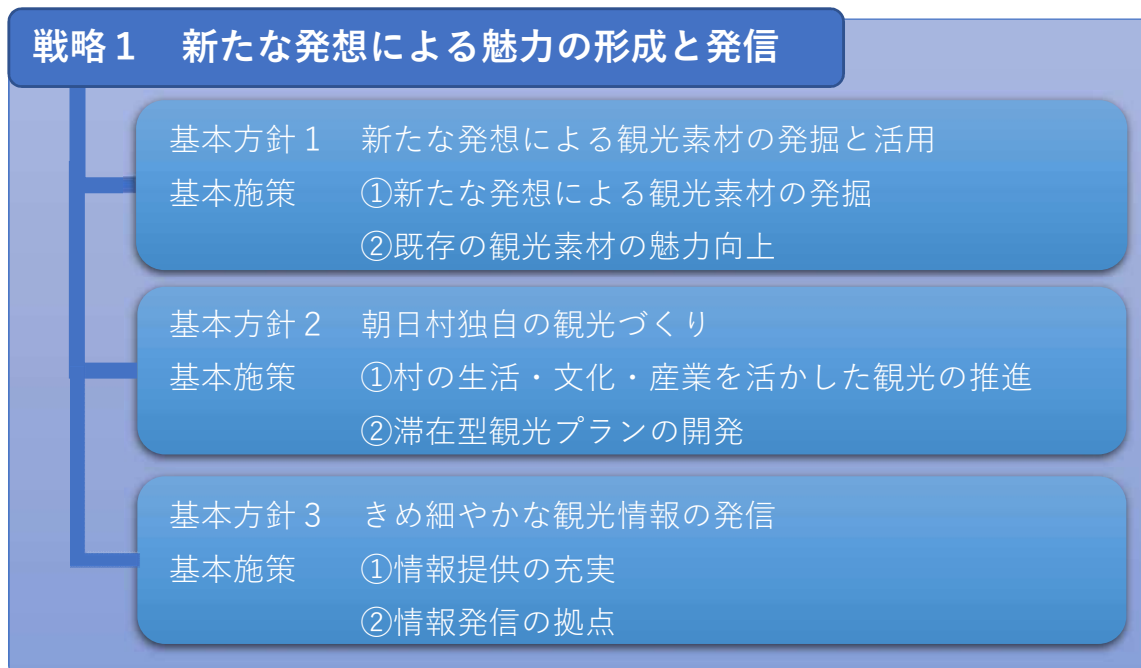 戦略１　新たな発想による魅力の形成と発信
基本方針１　新たな発想による観光素材の発掘と活用
基本施策　　①新たな発想による観光素材の発掘
②既存の観光素材の魅力向上
基本方針２　朝日村独自の観光づくり
基本施策　　①村の生活・文化・産業を活かした観光の推進
②滞在型観光プランの開発
基本方針３　きめ細やかな観光情報の発信
基本施策　　①情報提供の充実
②情報発信の拠点